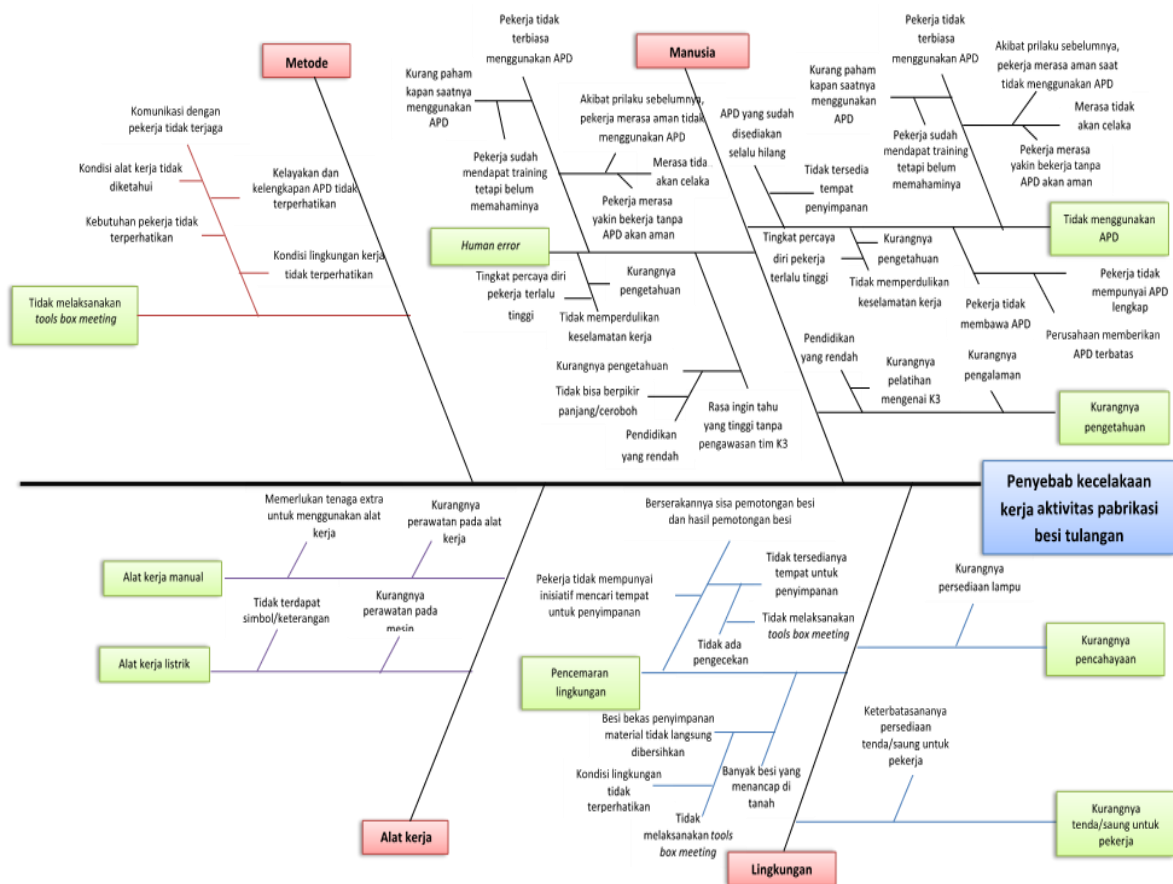 Metode
Komunikasi dengan
pekerja tidak terjaga
Kondisi alat kerja tidak
diketahui
Kelayakan dan
kelengkapan APD tidak
terperhatikan
Kebutuhan pekerja tidak
terperhatikan
Kondisi lingkungan kerja
tidak terperhatikan
Tidak melaksanakan
tools box meeting
Manusia
Pekerja tidak
terbiasa
menggunakan APD
Kurang paham
kapan saatnya
menggunakan
APD
Akibat prilaku sebelumnya,
pekerja merasa aman tidak
menggunakan APD
Pekerja sudah
mendapat training
tetapi belum
memahaminya
Merasa tida
akan celaka
Pekerja merasa
yakin bekerja tanpa
APD akan aman
Human error
Tingkat percaya diri
pekerja terlalu
tinggi
Kurangnya
pengetahuan
Tidak memperdulikan
keselamatan kerja
Kurangnya pengetahuan
Tidak bisa berpikir
panjang/ceroboh
Pendidikan
yang rendah
Rasa ingin tahu
yang tinggi tanpa
pengawasan tim K3
APD yang sudah
disediakan
selalu hilang
Tidak tersedia
tempat
penyimpanan
Pekerja tidak
terbiasa
menggunakan APD
Kurang paham
kapan saatnya
menggunakan
APD
Akibat prilaku sebelumnya,
pekerja merasa aman saat
tidak menggunakan APD
Merasa tidak
akan celaka
Pekerja sudah
mendapat training
tetapi belum
memahaminya
Pekerja merasa
yakin bekerja tanpa
APD akan aman
Tidak menggunakan
APD
Tingkat percaya
diri pekerja
terlalu tinggi
Kurangnya
pengetahuan
Tidak memperdulikan
keselamatan kerja
Pekerja tidak
membawa APD
Pekerja tidak
mempunyai APD
lengkap
Perusahaan memberikan
APD terbatas
Pendidikan
yang rendah
Kurangnya
pelatihan
mengenai K3
Kurangnya
pengalaman
Kurangnya
pengetahuan
Penyebab kecelakaan
kerja aktivitas pabrikasi
besi tulangan
Memerlukan tenaga extra
untuk menggunakan alat
kerja
Kurangnya
perawatan pada alat
kerja
Alat kerja manual
Tidak terdapat
simbol/keterangan
Kurangnya
perawatan pada
mesin
Alat kerja listrik
Alat kerja
Berserakannya sisa pemotongan besi
dan hasil pemotongan besi
Pekerja tidak mempunyai
inisiatif mencari tempat
untuk penyimpanan
Tidak tersedianya
tempat untuk
penyimpanan
Tidak melaksanakan
tools box meeting
Tidak ada
pengecekan
Pencemaran
lingkungan
Besi bekas penyimpanan
material tidak langsung
dibersihkan
Kondisi lingkungan
tidak
terperhatikan
Banyak besi yang
menancap di
tanah
Tidak
melaksanakan tools
box meeting
Lingkungan
Kurangnya
persediaan lampu
Kurangnya
pencahayaan
Keterbatasananya
persediaan
tenda/saung untuk
pekerja
Kurangnya
tenda/saung untuk
pekerja